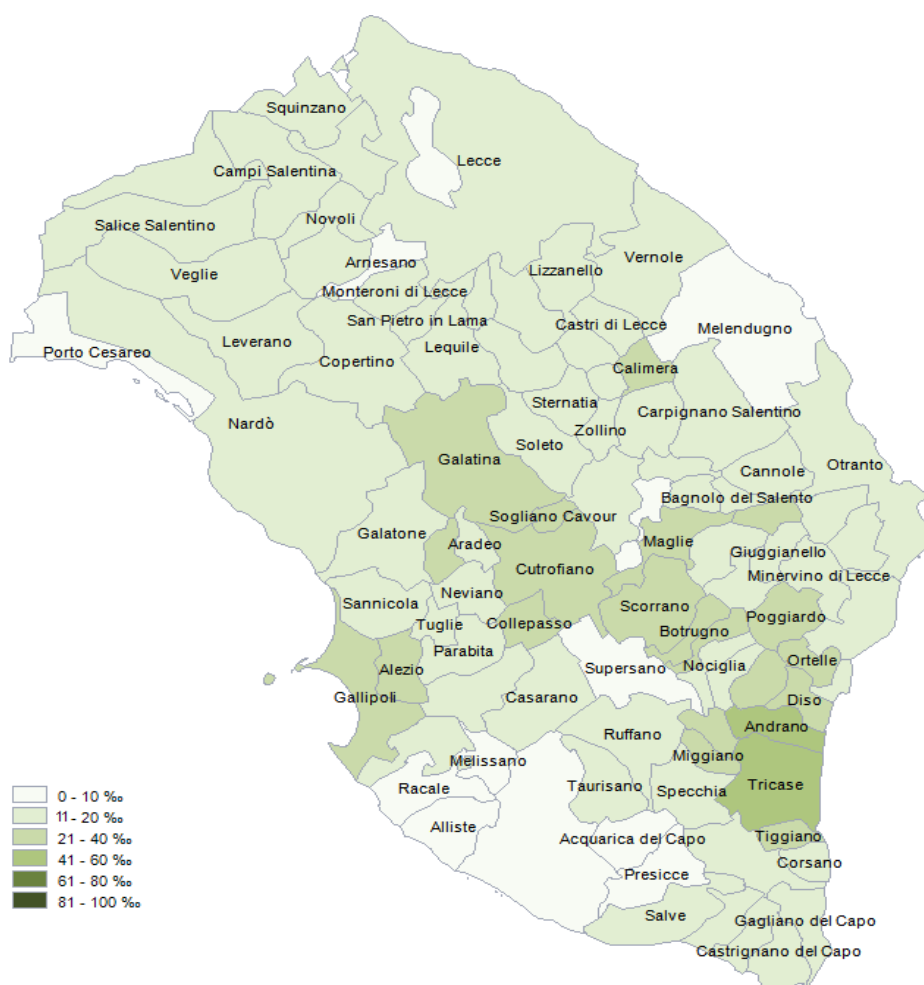 Squinzano
Lecce
Campi Salentina
Novoli
Salice Salentino
Vernole
Arnesano
Lizzanello
Veglie
Monteroni di Lecce
San Pietro in Lama
Castri di Lecce
Melendugno
Leverano
Lequile
Porto Cesareo
Copertino
Calimera
Sternatia
Carpignano Salentino
Nardò
Zollino
Soleto
Galatina
Otranto
Cannole
Bagnolo del Salento
Sogliano Cavour
Galatone
Maglie
Aradeo
Giuggianello
Cutrofiano
Minervino di Lecce
Neviano
Sannicola
Scorrano
Poggiardo
Tuglie
Collepasso
Botrugno
Parabita
Ortelle
Alezio
Supersano
Nociglia
Gallipoli
Casarano
Diso
Andrano
Ruffano
Miggiano
Melissano
Tricase
Racale
Taurisano
Specchia
Alliste
Tiggiano
Acquarica del Capo
Corsano
Presicce
Salve
Gagliano del Capo
Castrignano del Capo
0 - 10 ‰
11 - 20 ‰
21 - 40 ‰
41 - 60 ‰
61 - 80 ‰
81 - 100 ‰